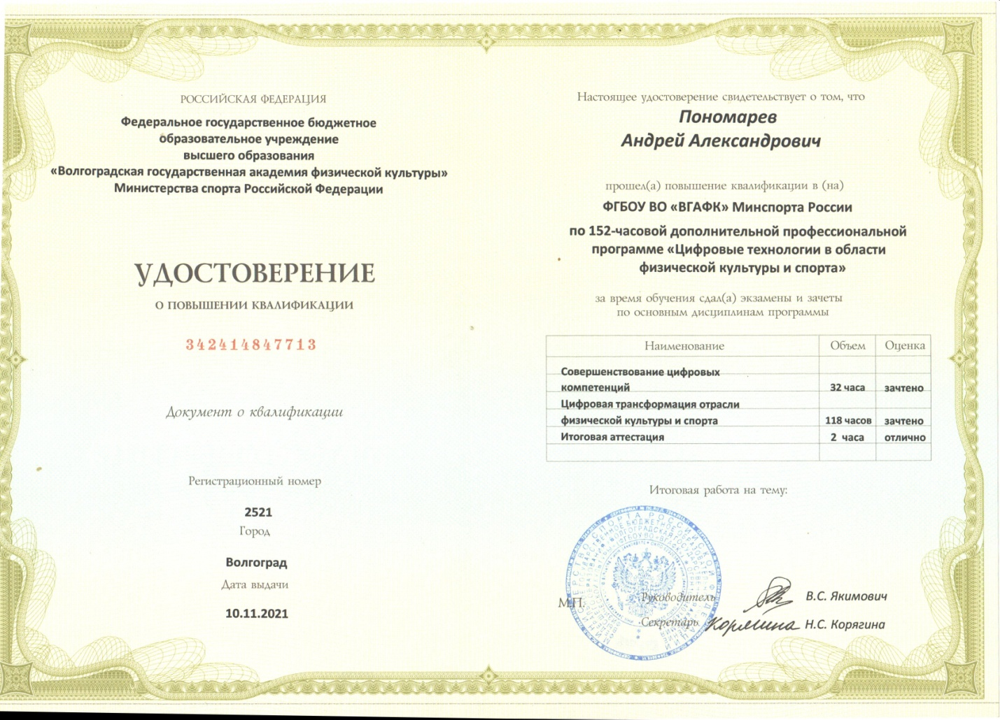 РОССИЙСКАЯ ФЕДЕРАЦИЯ
Федеральное государственное бюджетное
образовательное учреждение
высшего образования
«Волгоградская государственная академия физической культуры»
Министерства спорта Российской Федерации
УДОСТОВЕРЕНИЕ
О ПОВЫШЕНИИ КВАЛИФИКАЦИИ
342414847713
Документ о квалификации
Регистрационный номер
2521
Город
Волгоград
Дата выдачи
10.11.2021
Настоящее удостоверение свидетельствует о том, что
Пономарев
Андрей Александрович
прошел(а) повышение квалификации в (на)
ФГБОУ ВО «ВГАФК» Минспорта России
по 152-часовой дополнительной профессиональной
программе «Цифровые технологии в области
физической культуры и спорта»
за время обучения сдал(а) экзамены и зачеты
по основным дисциплинам программы
Наименование Объем Оценка
Совершенствование цифровых
компетенций 32 часа зачтено
Цифровая трансформация отрасли
физической культуры и спорта 118 часов зачтено
Итоговая аттестация 2 часа отлично
Итоговая работа на тему:
М.П.
Руководитель В.С. Якимович
Секретарь Корягина Н.С. Корягина